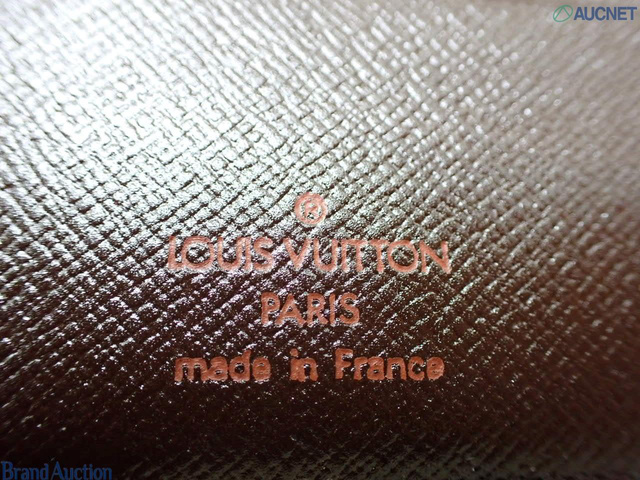 AUCNET
®
LOUIS VUITTON
PARIS
made in France
Brand Auction